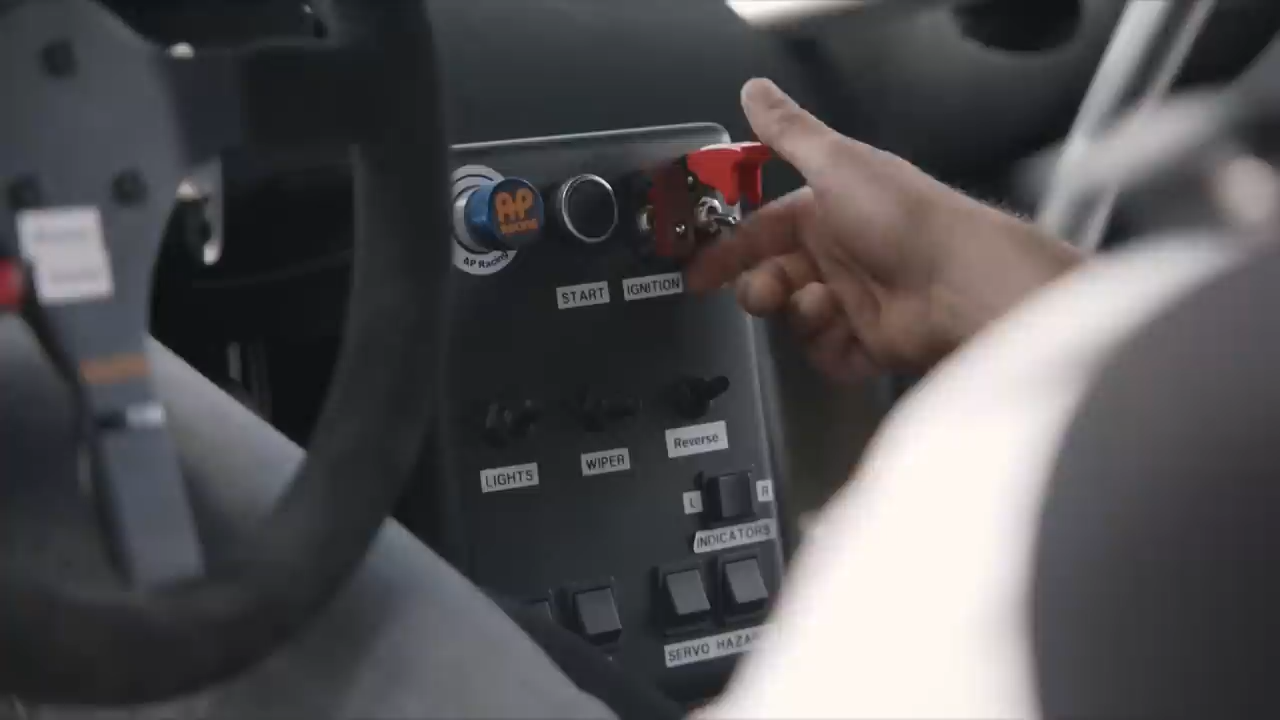 AP
RACING
AP Racing
START
IGNITION
LIGHTS
WIPER
Reverse
L
R
INDICATORS
SERVO